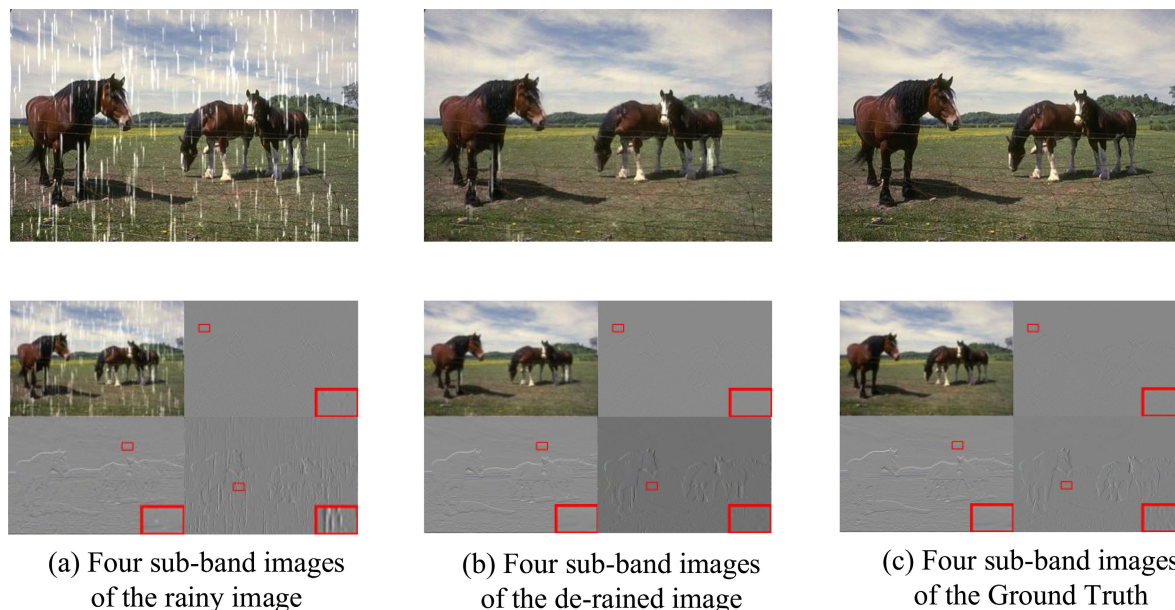 (a) Four sub-band images
of the rainy image
(b) Four sub-band images
of the de-rained image
(c) Four sub-band images
of the Ground Truth